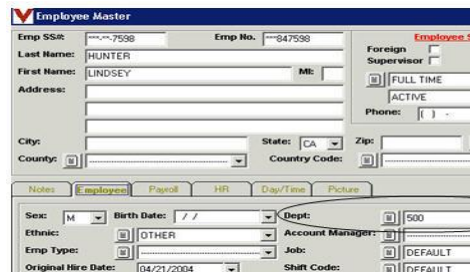 Employee Master
Emp SS#: ***-**-7598 Emp No. ***847598
Last Name: HUNTER
First Name: LINDSEY MI:
Address:
City: State: CA Zip:
County: Country Code:
Employee S
Foreign
Supervisor
FULL TIME
ACTIVE
Phone: ( ) -
Notes Employee Payroll HR Day/Time Picture
Sex: M Birth Date: / / Dept: 500
Ethnic: OTHER Account Manager:
Emp Type: Job: DEFAULT
Original Hire Date: 04/21/2004 Shift Code: DEFAULT